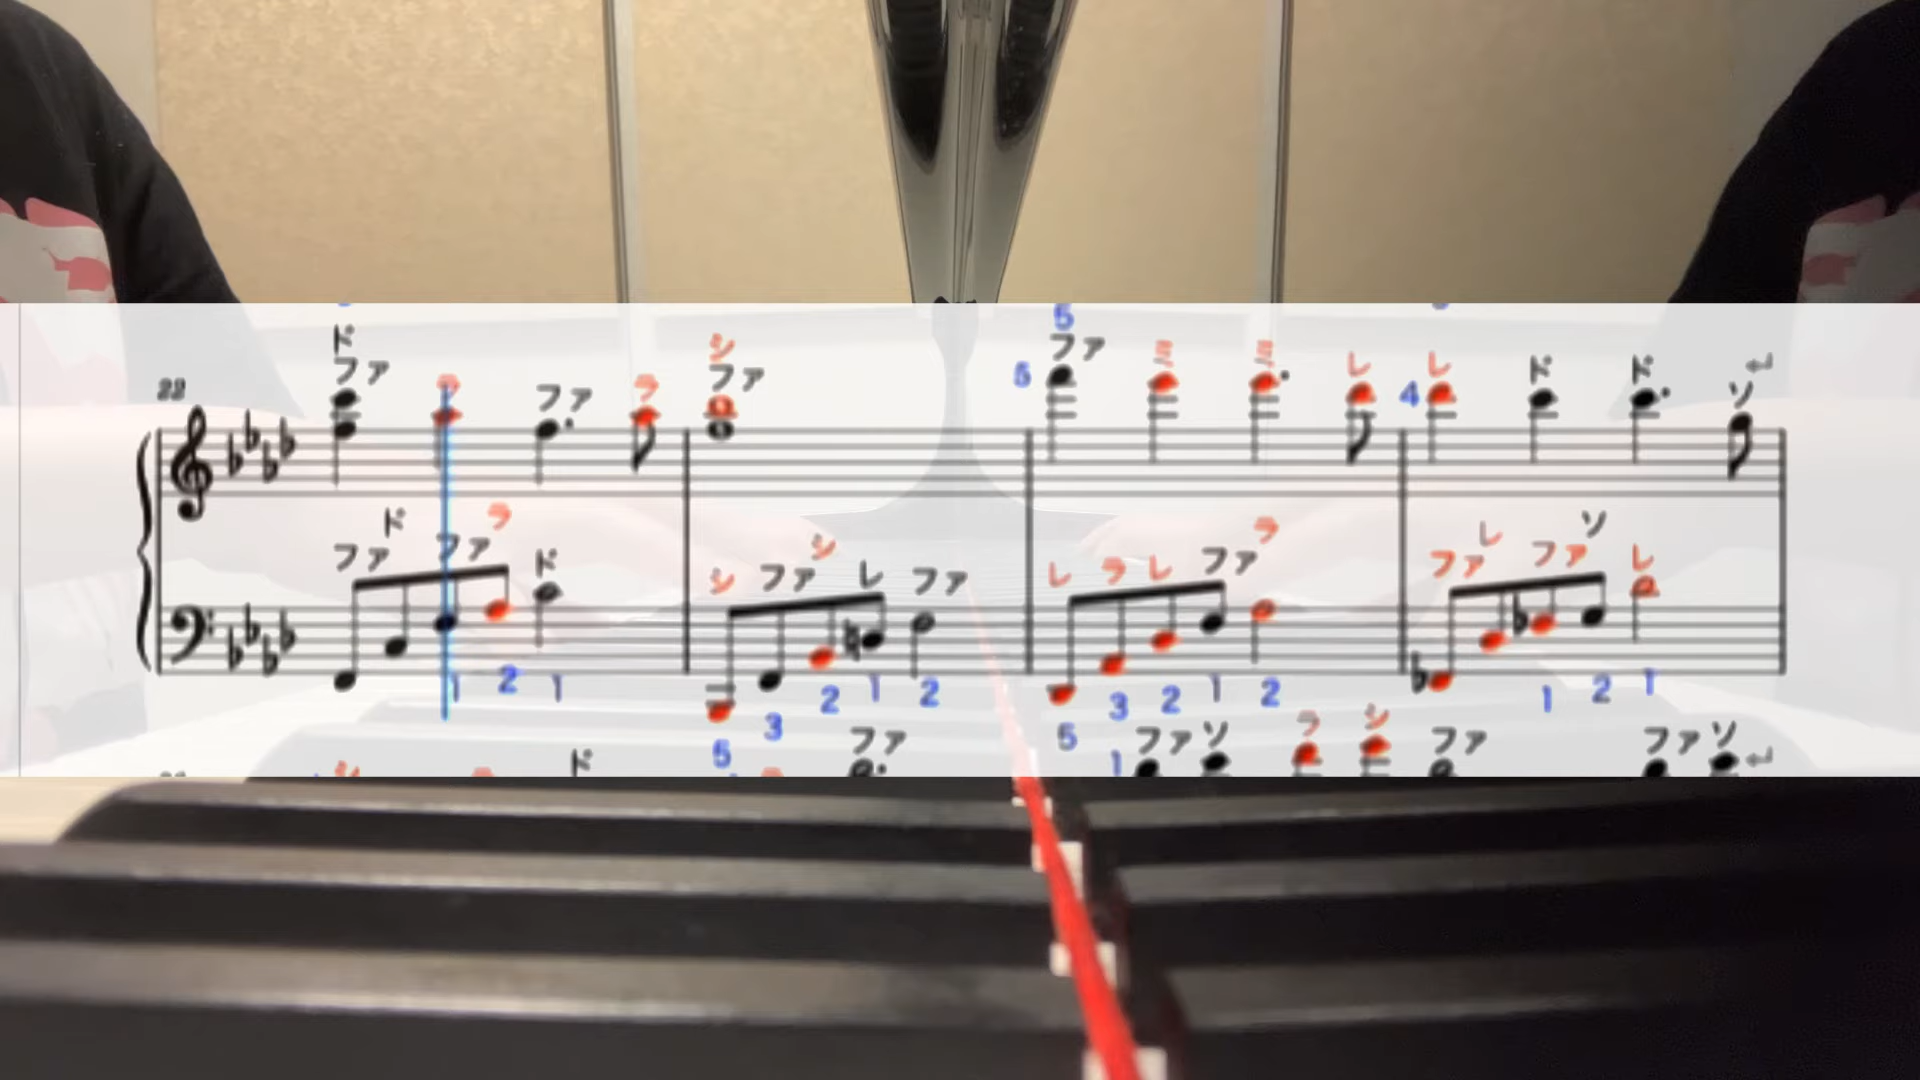 5
ド
ファ ラ ファ ラ シ
ファ 5 ファ ミ ミ レ 4 レ ド ド ソ
22
ド ラ
ファ ファ ド シ ファ シ レ ファ レ ラ レ ファ ラ ファ レ ファ ソ レ
1 2 1 5 3 2 1 2 5 3 2 1 2 1 2 1
ド ファ 1 ファ ソ ラ シ ファ ファ ソ